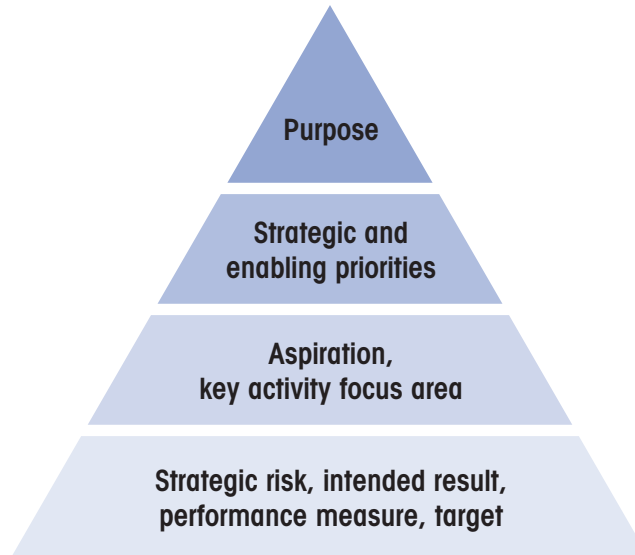 Purpose
Strategic and
enabling priorities
Aspiration,
key activity focus area
Strategic risk, intended result,
performance measure, target